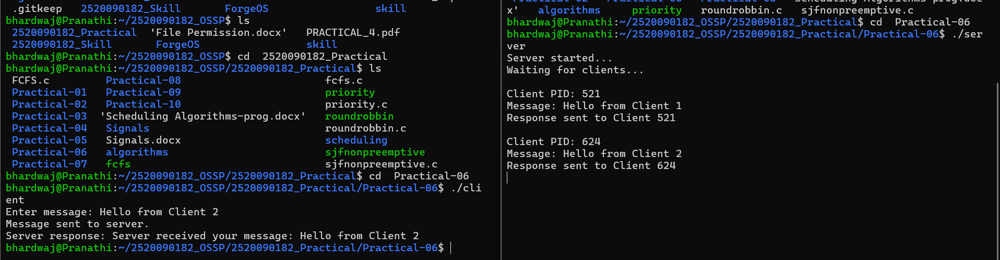 .gitkeep   2520090182_Skill       ForgeOS                 skill
bhardwaj@Pranathi:~/2520090182_OSSP$ ls
 2520090182_Practical  'File Permission.docx'   PRACTICAL_4.pdf
 2520090182_Skill       ForgeOS                 skill
bhardwaj@Pranathi:~/2520090182_OSSP$ cd  2520090182_Practical
bhardwaj@Pranathi:~/2520090182_OSSP/2520090182_Practical$ ls
 FCFS.c         Practical-08                       fcfs.c
 Practical-01   Practical-09                       priority
 Practical-02   Practical-10                       priority.c
 Practical-03  'Scheduling Algorithms-prog.docx'   roundrobbin
 Practical-04   Signals                            roundrobbin.c
 Practical-05   Signals.docx                       scheduling
 Practical-06   algorithms                         sjfnonpreemptive
 Practical-07   fcfs                               sjfnonpreemptive.c
bhardwaj@Pranathi:~/2520090182_OSSP/2520090182_Practical$ cd  Practical-06
bhardwaj@Pranathi:~/2520090182_OSSP/2520090182_Practical/Practical-06$ ./cli
ent
Enter message: Hello from Client 2
Message sent to server.
Server response: Server received your message: Hello from Client 2
bhardwaj@Pranathi:~/2520090182_OSSP/2520090182_Practical/Practical-06$
x'   algorithms     priority   roundrobbin.c   sjfnonpreemptive.c
bhardwaj@Pranathi:~/2520090182_OSSP/2520090182_Practical$ cd  Practical-06
bhardwaj@Pranathi:~/2520090182_OSSP/2520090182_Practical/Practical-06$ ./ser
ver
Server started...
Waiting for clients...
Client PID: 521
Message: Hello from Client 1
Response sent to Client 521
Client PID: 624
Message: Hello from Client 2
Response sent to Client 624